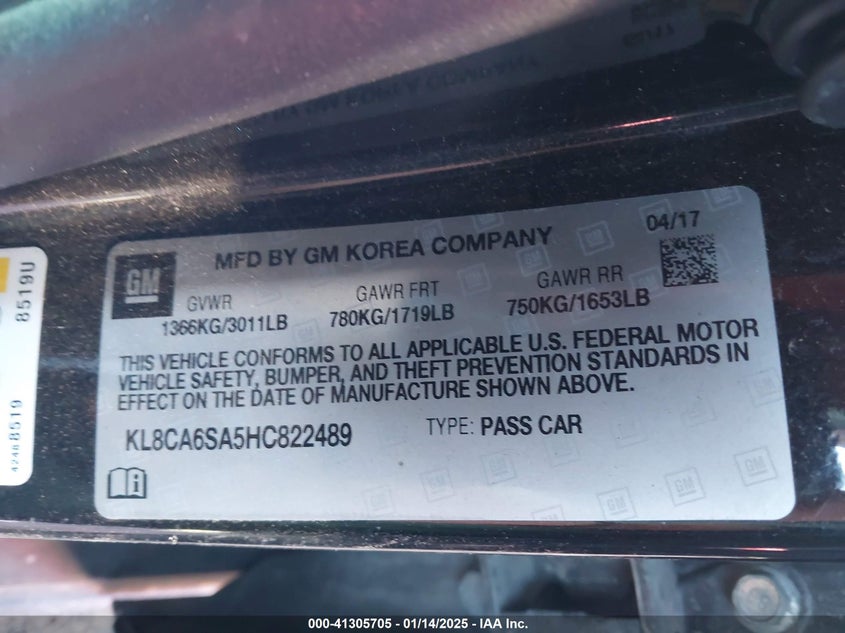 04/17
MFD BY GM KOREA COMPANY
GM
GVWR GAWR FRT GAWR RR
1366KG/3011LB 780KG/1719LB 750KG/1653LB
THIS VEHICLE CONFORMS TO ALL APPLICABLE U.S. FEDERAL MOTOR
VEHICLE SAFETY, BUMPER, AND THEFT PREVENTION STANDARDS IN
EFFECT ON THE DATE OF MANUFACTURE SHOWN ABOVE.
KL8CA6SA5HC822489 TYPE: PASS CAR
8519U
42468519
000-41305705 - 01/14/2025 - IAA Inc.